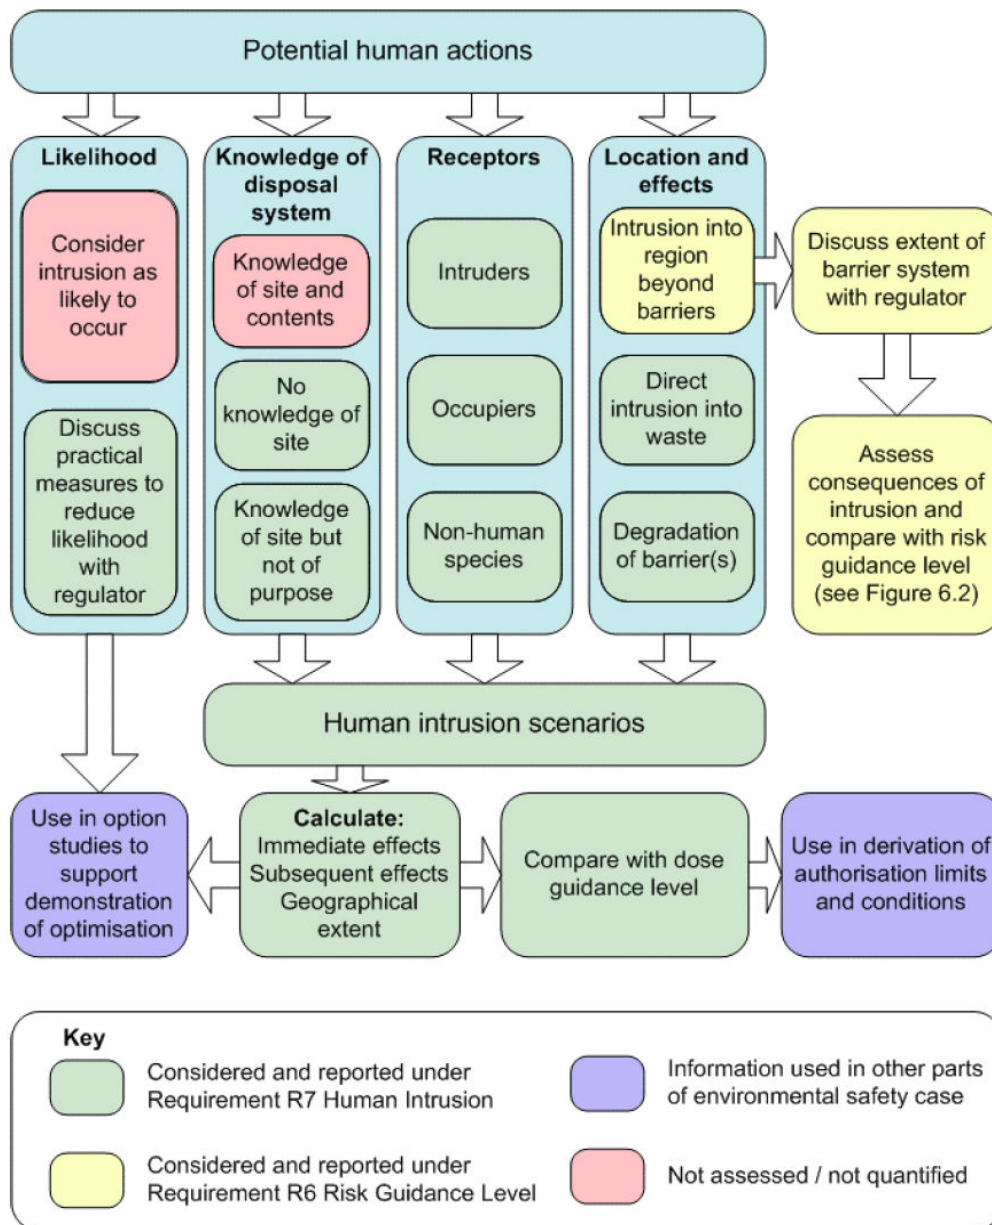 Potential human actions
Likelihood
Consider
intrusion as
likely to
occur
Discuss
practical
measures to
reduce
likelihood
with
regulator
Knowledge of
disposal
system
Knowledge
of site and
contents
No
knowledge of
site
Knowledge
of site but
not of
purpose
Receptors
Intruders
Occupiers
Non-human
species
Location and
effects
Intrusion into
region
beyond
barriers
Direct
intrusion into
waste
Degradation
of barrier(s)
Discuss extent of
barrier system
with regulator
Assess
consequences of
intrusion and
compare with risk
guidance level
(see Figure 6.2)
Human intrusion scenarios
Use in option
studies to
support
demonstration
of optimisation
Calculate:
Immediate effects
Subsequent effects
Geographical
extent
Compare with dose
guidance level
Use in derivation of
authorisation limits
and conditions
Key
Considered and reported under
Requirement R7 Human Intrusion
Information used in other parts
of environmental safety case
Considered and reported under
Requirement R6 Risk Guidance Level
Not assessed / not quantified